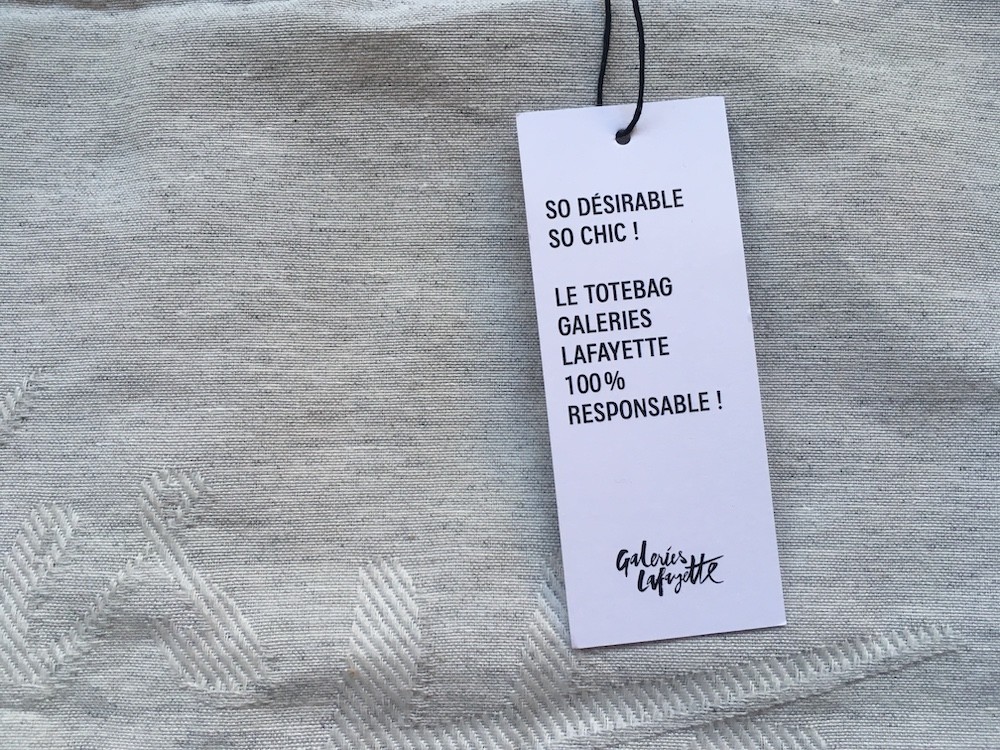 SO DÉSIRABLE
SO CHIC !
LE TOTEBAG
GALERIES
LAFAYETTE
100%
RESPONSABLE !
Galeries
Lafayette